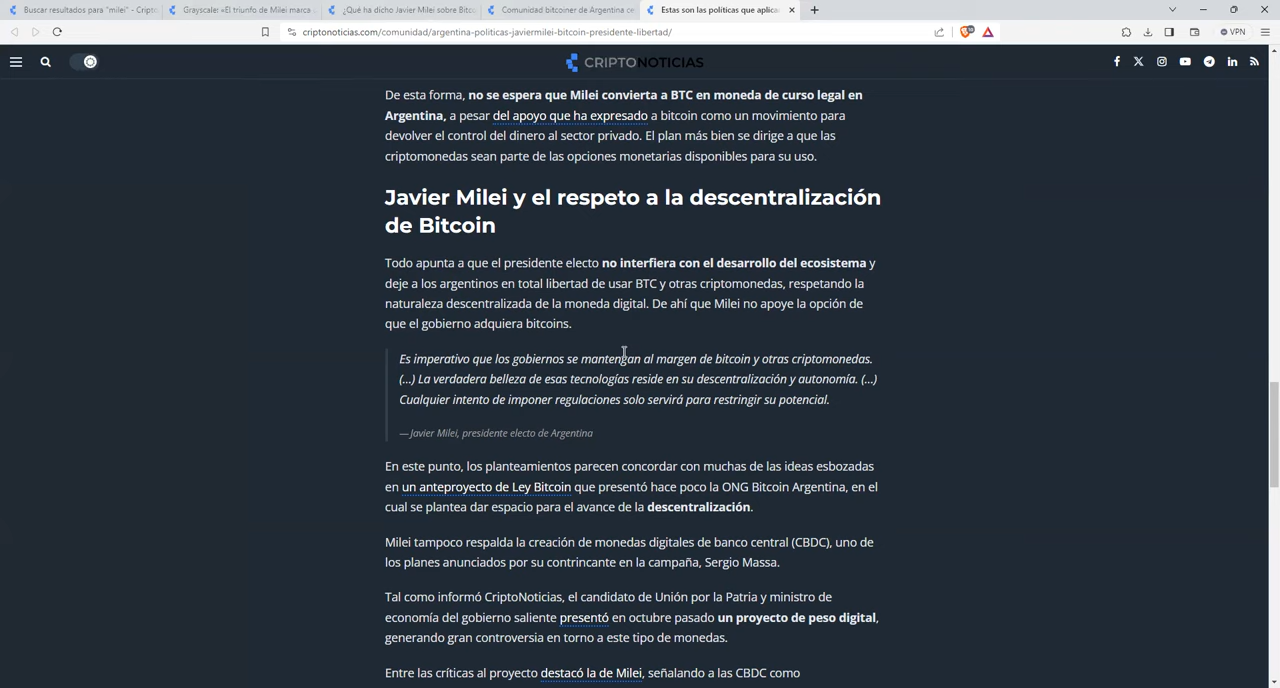 Buscar resultados para "milei" - Cripto
Grayscale: «El triunfo de Milei marca
¿Qué ha dicho Javier Milei sobre Bitco
Comunidad bitcoiner de Argentina ce
Estas son las políticas que aplica
criptonoticias.com/comunidad/argentina-politicas-javiermilei-bitcoin-presidente-libertad/
VPN
CRIPTONOTICIAS
De esta forma, no se espera que Milei convierta a BTC en moneda de curso legal en
Argentina, a pesar del apoyo que ha expresado a bitcoin como un movimiento para
devolver el control del dinero al sector privado. El plan más bien se dirige a que las
criptomonedas sean parte de las opciones monetarias disponibles para su uso.
Javier Milei y el respeto a la descentralización
de Bitcoin
Todo apunta a que el presidente electo no interfiera con el desarrollo del ecosistema y
deje a los argentinos en total libertad de usar BTC y otras criptomonedas, respetando la
naturaleza descentralizada de la moneda digital. De ahí que Milei no apoye la opción de
que el gobierno adquiera bitcoins.
Es imperativo que los gobiernos se mantengan al margen de bitcoin y otras criptomonedas.
(...) La verdadera belleza de esas tecnologías reside en su descentralización y autonomía. (...)
Cualquier intento de imponer regulaciones solo servirá para restringir su potencial.
— Javier Milei, presidente electo de Argentina
En este punto, los planteamientos parecen concordar con muchas de las ideas esbozadas
en un anteproyecto de Ley Bitcoin que presentó hace poco la ONG Bitcoin Argentina, en el
cual se plantea dar espacio para el avance de la descentralización.
Milei tampoco respalda la creación de monedas digitales de banco central (CBDC), uno de
los planes anunciados por su contrincante en la campaña, Sergio Massa.
Tal como informó CriptoNoticias, el candidato de Unión por la Patria y ministro de
economía del gobierno saliente presentó en octubre pasado un proyecto de peso digital,
generando gran controversia en torno a este tipo de monedas.
Entre las críticas al proyecto destacó la de Milei, señalando a las CBDC como